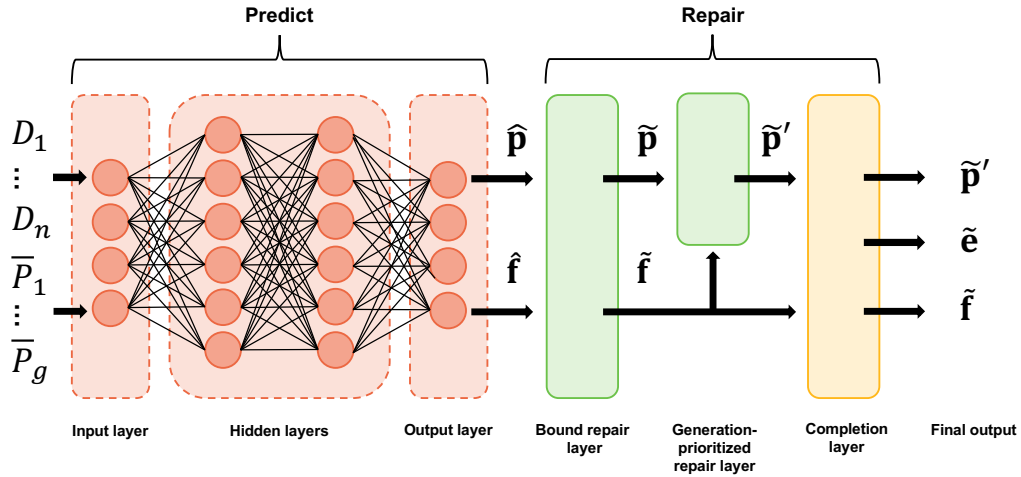 Predict
Repair
D₁
⋮
Dₙ
P̅₁
⋮
P̅g
p̂
f̂
p̃
f̃
p̃′
p̃′
ẽ
f̃
Input layer
Hidden layers
Output layer
Bound repair
layer
Generation-
prioritized
repair layer
Completion
layer
Final output